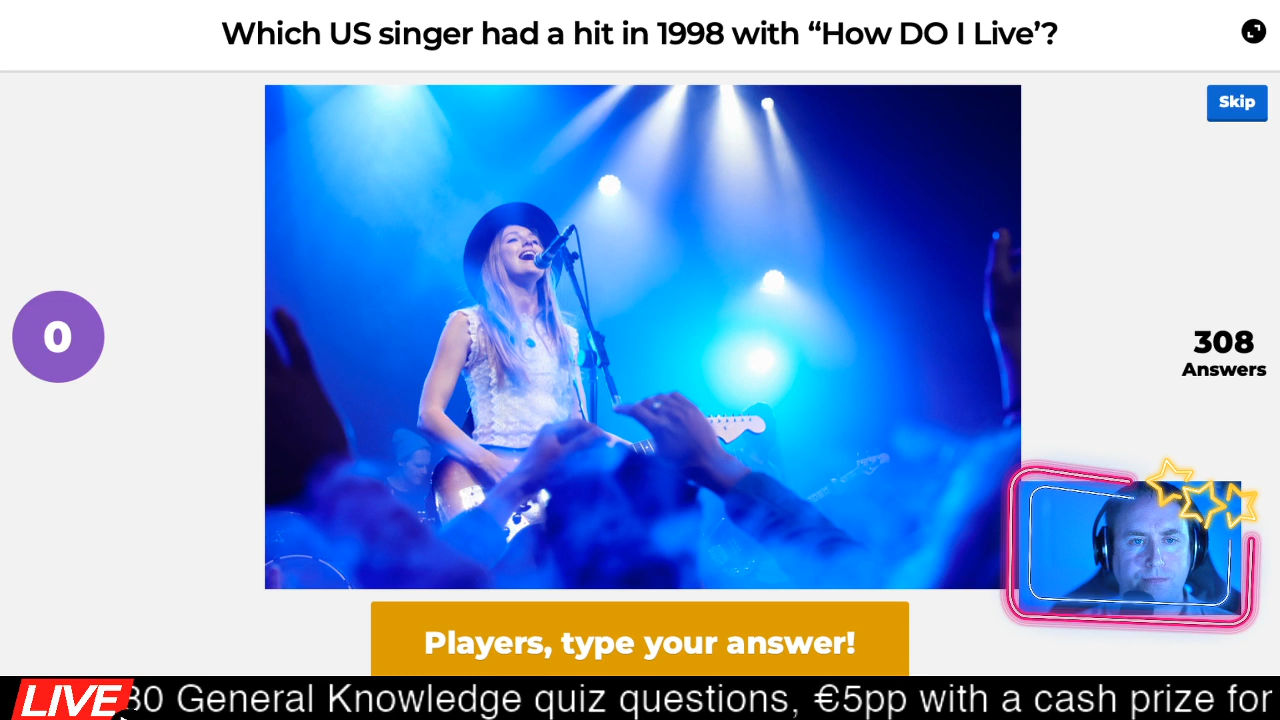 Which US singer had a hit in 1998 with “How DO I Live’?
Skip
0
308
Answers
Players, type your answer!
LIVE
30 General Knowledge quiz questions, €5pp with a cash prize for